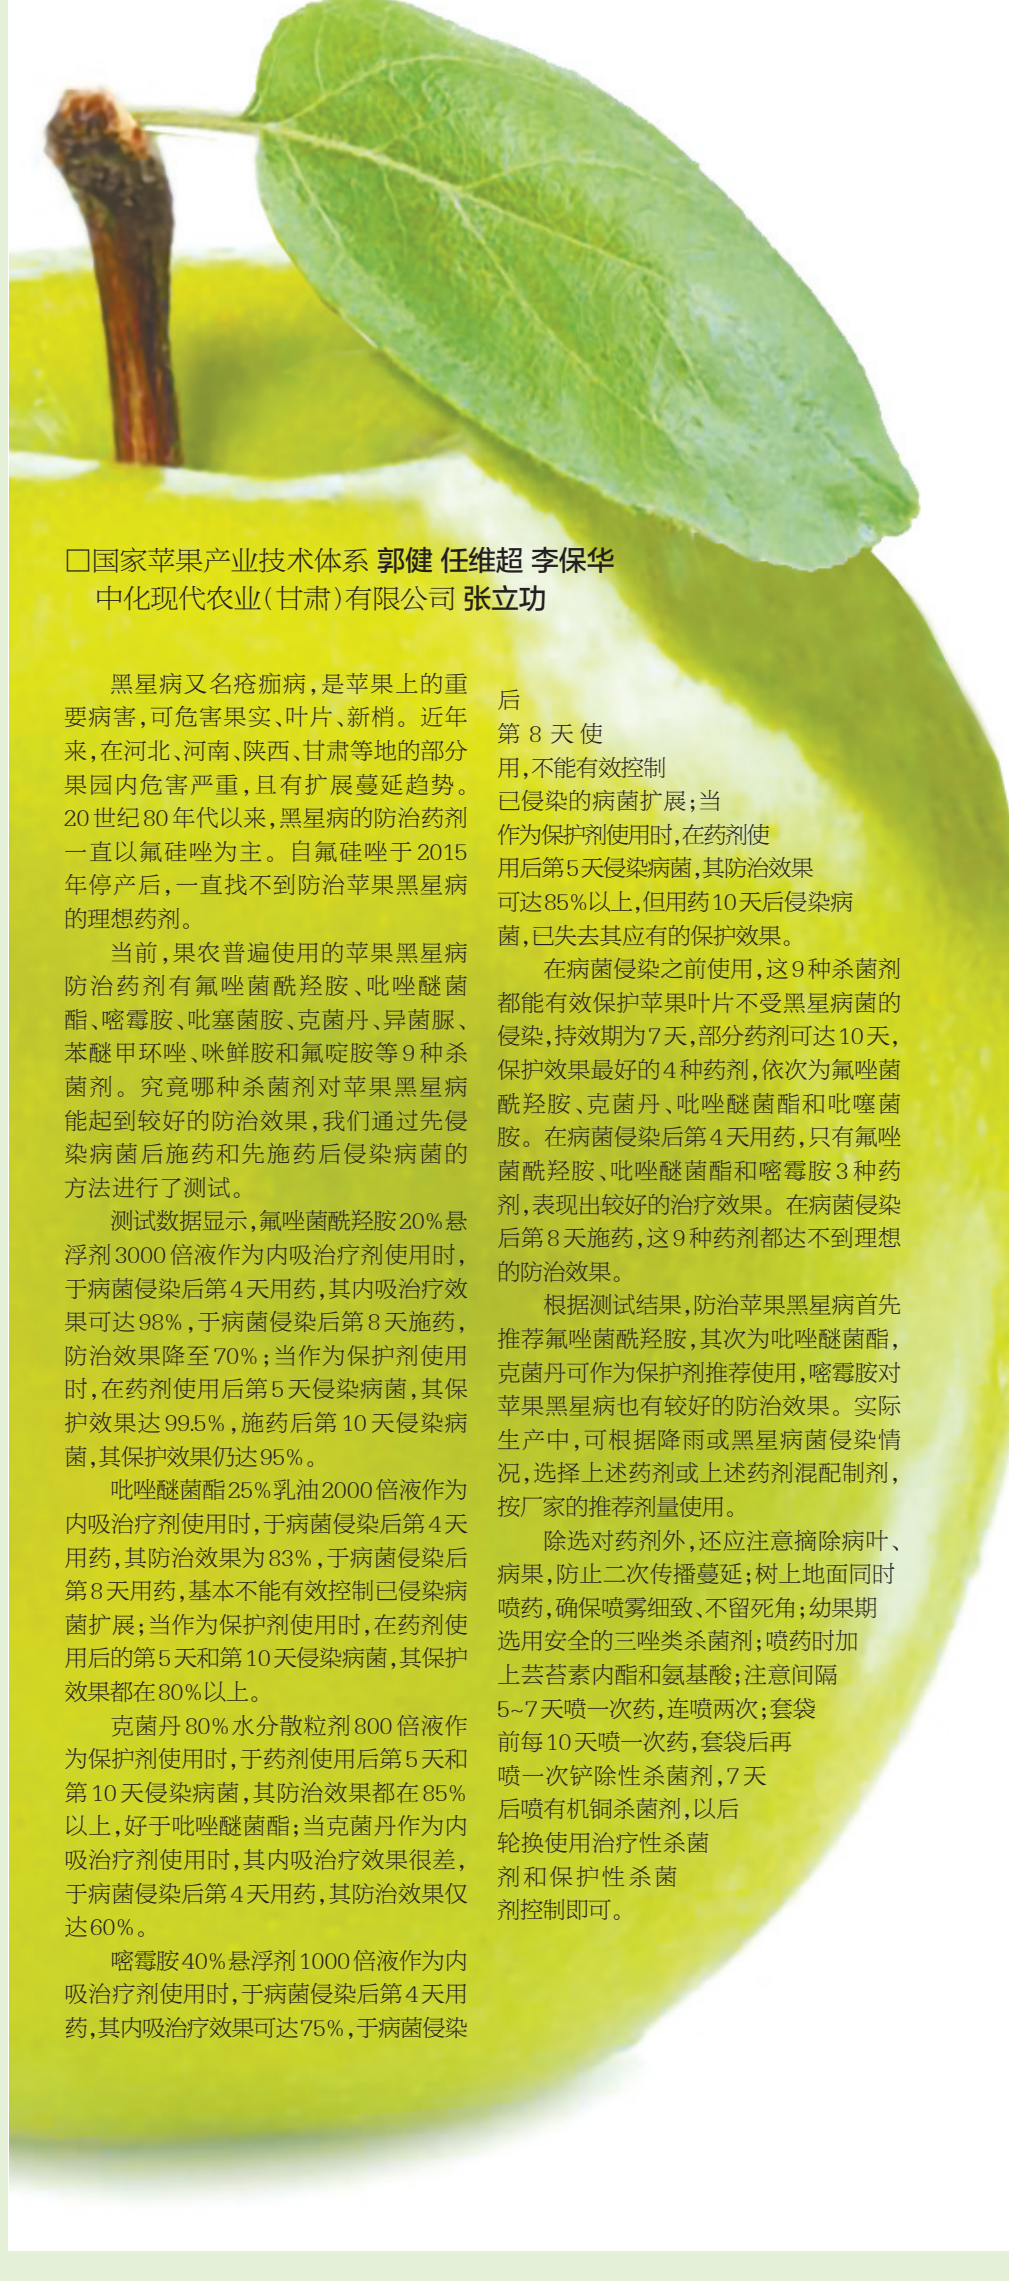 □国家苹果产业技术体系 郭健 任维超 李保华
中化现代农业(甘肃)有限公司 张立功
黑星病又名疮痂病,是苹果上的重
要病害,可危害果实、叶片、新梢。近年
来,在河北、河南、陕西、甘肃等地的部分
果园内危害严重,且有扩展蔓延趋势。
20世纪80年代以来,黑星病的防治药剂
一直以氟硅唑为主。自氟硅唑于2015
年停产后,一直找不到防治苹果黑星病
的理想药剂。
当前,果农普遍使用的苹果黑星病
防治药剂有氟唑菌酰羟胺、吡唑醚菌
酯、嘧霉胺、吡塞菌胺、克菌丹、异菌脲、
苯醚甲环唑、咪鲜胺和氟啶胺等9种杀
菌剂。究竟哪种杀菌剂对苹果黑星病
能起到较好的防治效果,我们通过先侵
染病菌后施药和先施药后侵染病菌的
方法进行了测试。
测试数据显示,氟唑菌酰羟胺20%悬
浮剂3000倍液作为内吸治疗剂使用时,
于病菌侵染后第4天用药,其内吸治疗效
果可达98%,于病菌侵染后第8天施药,
防治效果降至70%;当作为保护剂使用
时,在药剂使用后第5天侵染病菌,其保
护效果达99.5%,施药后第10天侵染病
菌,其保护效果仍达95%。
吡唑醚菌酯25%乳油2000倍液作为
内吸治疗剂使用时,于病菌侵染后第4天
用药,其防治效果为83%,于病菌侵染后
第8天用药,基本不能有效控制已侵染病
菌扩展;当作为保护剂使用时,在药剂使
用后的第5天和第10天侵染病菌,其保护
效果都在80%以上。
克菌丹80%水分散粒剂800倍液作
为保护剂使用时,于药剂使用后第5天和
第10天侵染病菌,其防治效果都在85%
以上,好于吡唑醚菌酯;当克菌丹作为内
吸治疗剂使用时,其内吸治疗效果很差,
于病菌侵染后第4天用药,其防治效果仅
达60%。
嘧霉胺40%悬浮剂1000倍液作为内
吸治疗剂使用时,于病菌侵染后第4天用
药,其内吸治疗效果可达75%,于病菌侵染
后
第8天使
用,不能有效控制
已侵染的病菌扩展;当
作为保护剂使用时,在药剂使
用后第5天侵染病菌,其防治效果
可达85%以上,但用药10天后侵染病
菌,已失去其应有的保护效果。
在病菌侵染之前使用,这9种杀菌剂
都能有效保护苹果叶片不受黑星病菌的
侵染,持效期为7天,部分药剂可达10天,
保护效果最好的4种药剂,依次为氟唑菌
酰羟胺、克菌丹、吡唑醚菌酯和吡噻菌
胺。在病菌侵染后第4天用药,只有氟唑
菌酰羟胺、吡唑醚菌酯和嘧霉胺3种药
剂,表现出较好的治疗效果。在病菌侵染
后第8天施药,这9种药剂都达不到理想
的防治效果。
根据测试结果,防治苹果黑星病首先
推荐氟唑菌酰羟胺,其次为吡唑醚菌酯,
克菌丹可作为保护剂推荐使用,嘧霉胺对
苹果黑星病也有较好的防治效果。实际
生产中,可根据降雨或黑星病菌侵染情
况,选择上述药剂或上述药剂混配制剂,
按厂家的推荐剂量使用。
除选对药剂外,还应注意摘除病叶、
病果,防止二次传播蔓延;树上地面同时
喷药,确保喷雾细致、不留死角;幼果期
选用安全的三唑类杀菌剂;喷药时加
上芸苔素内酯和氨基酸;注意间隔
5~7天喷一次药,连喷两次;套袋
前每10天喷一次药,套袋后再
喷一次铲除性杀菌剂,7天
后喷有机铜杀菌剂,以后
轮换使用治疗性杀菌
剂和保护性杀菌
剂控制即可。